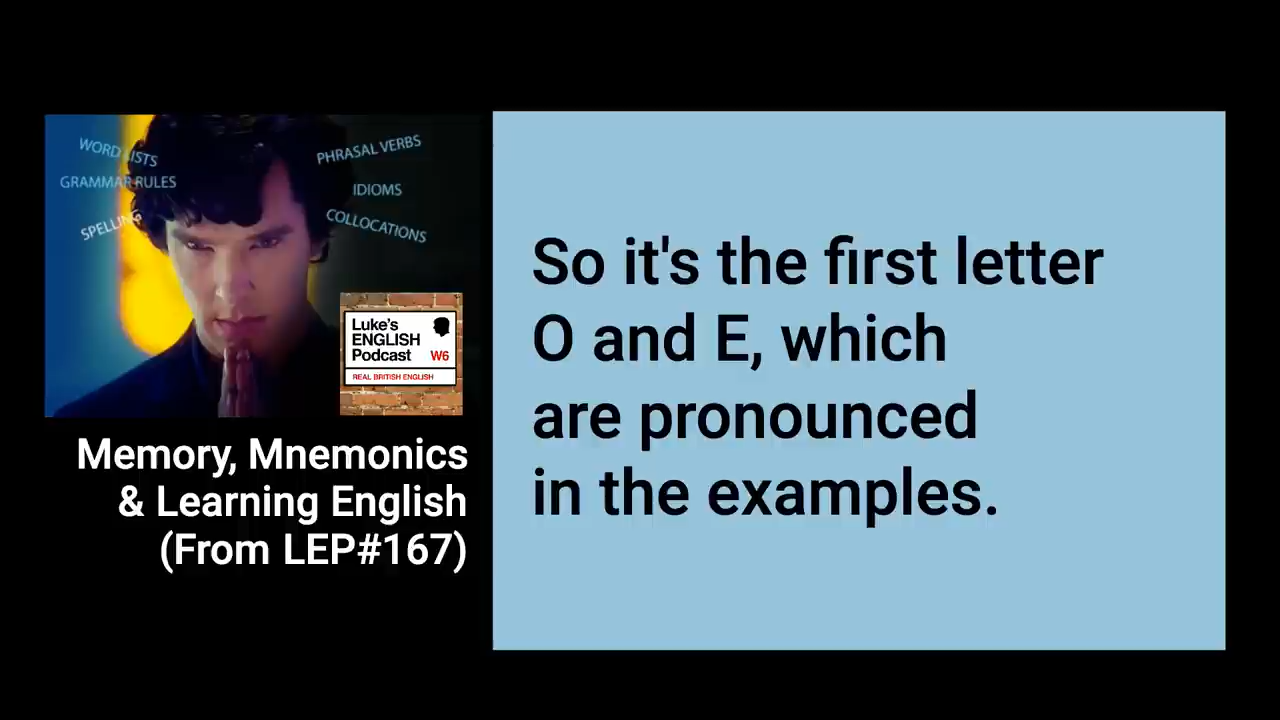 WORD LISTS
GRAMMAR RULES
SPELLING
PHRASAL VERBS
IDIOMS
COLLOCATIONS
Luke's
ENGLISH
Podcast W6
REAL BRITISH ENGLISH
Memory, Mnemonics
& Learning English
(From LEP#167)
So it's the first letter
O and E, which
are pronounced
in the examples.